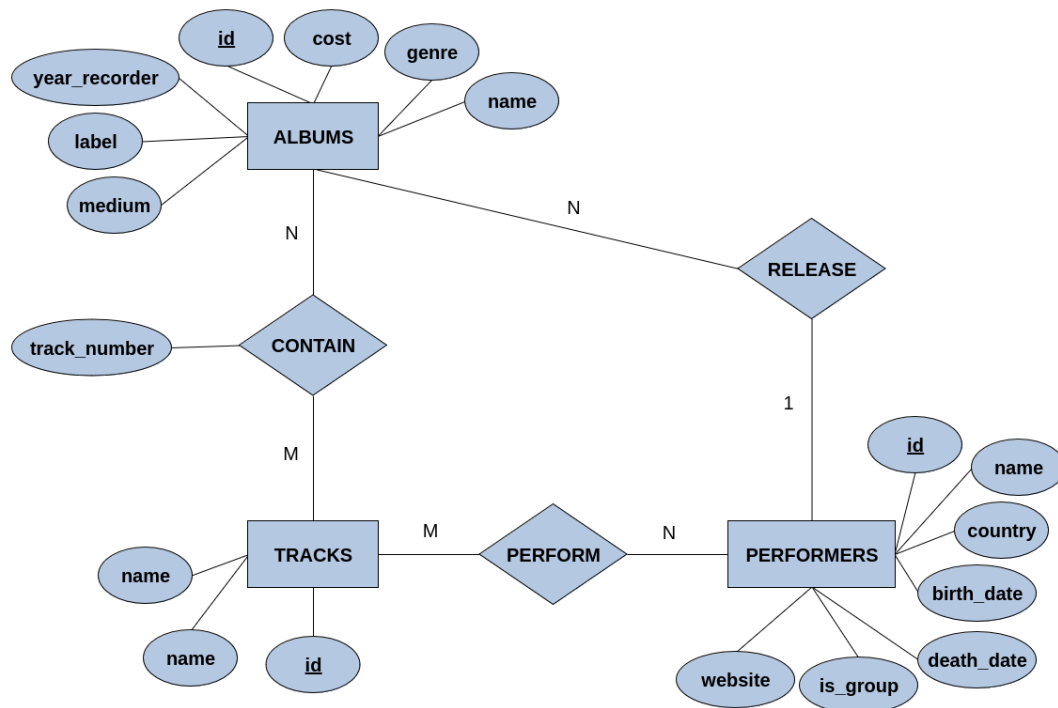 id
cost
genre
year_recorder
name
label
ALBUMS
medium
N
N
RELEASE
track_number
CONTAIN
1
M
id
name
country
M
N
name
TRACKS
PERFORM
PERFORMERS
birth_date
name
id
website
is_group
death_date